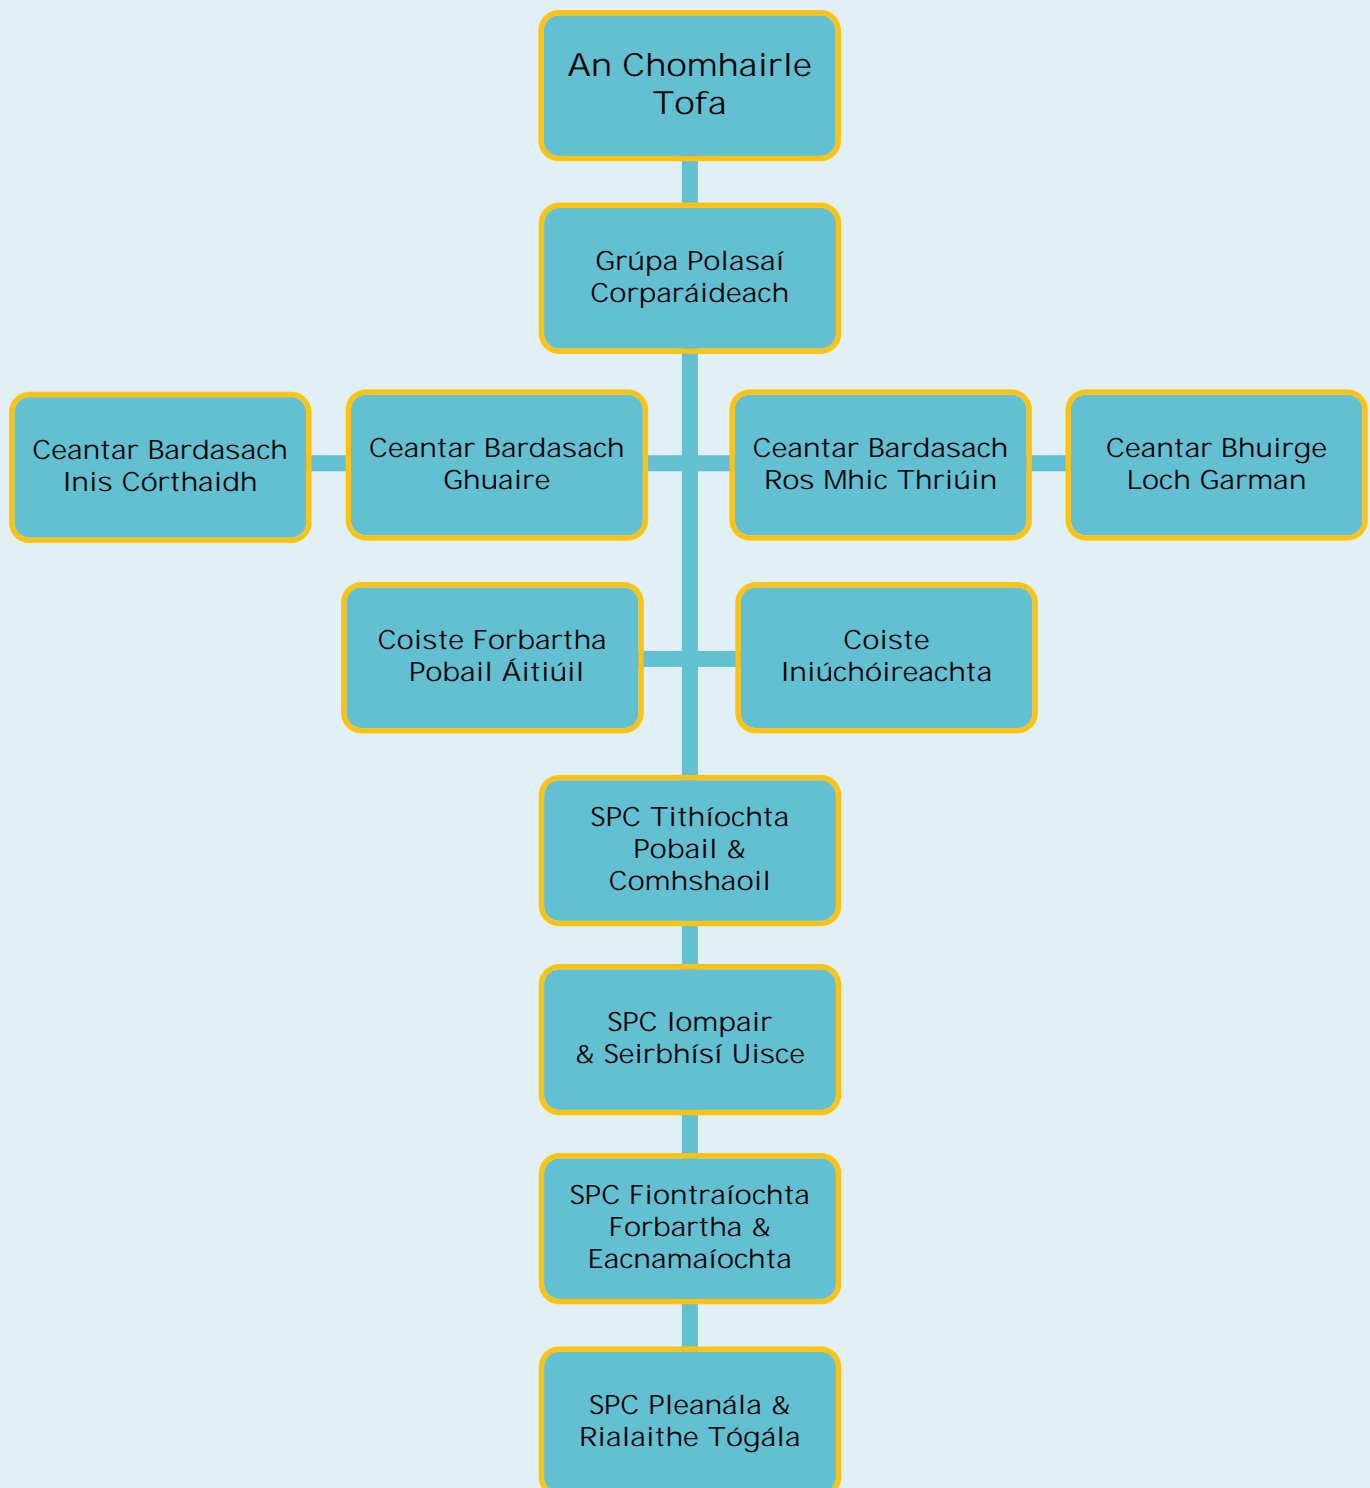 An Chomhairle
Tofa
Grúpa Polasaí
Corparáideach
Ceantar Bardasach
Inis Córthaidh
Ceantar Bardasach
Ghuaire
Ceantar Bardasach
Ros Mhic Thriúin
Ceantar Bhuirge
Loch Garman
Coiste Forbartha
Pobail Áitiúil
Coiste
Iniúchóireachta
SPC Tithíochta
Pobail &
Comhshaoil
SPC Iompair
& Seirbhísí Uisce
SPC Fiontraíochta
Forbartha &
Eacnamaíochta
SPC Pleanála &
Rialaithe Tógála